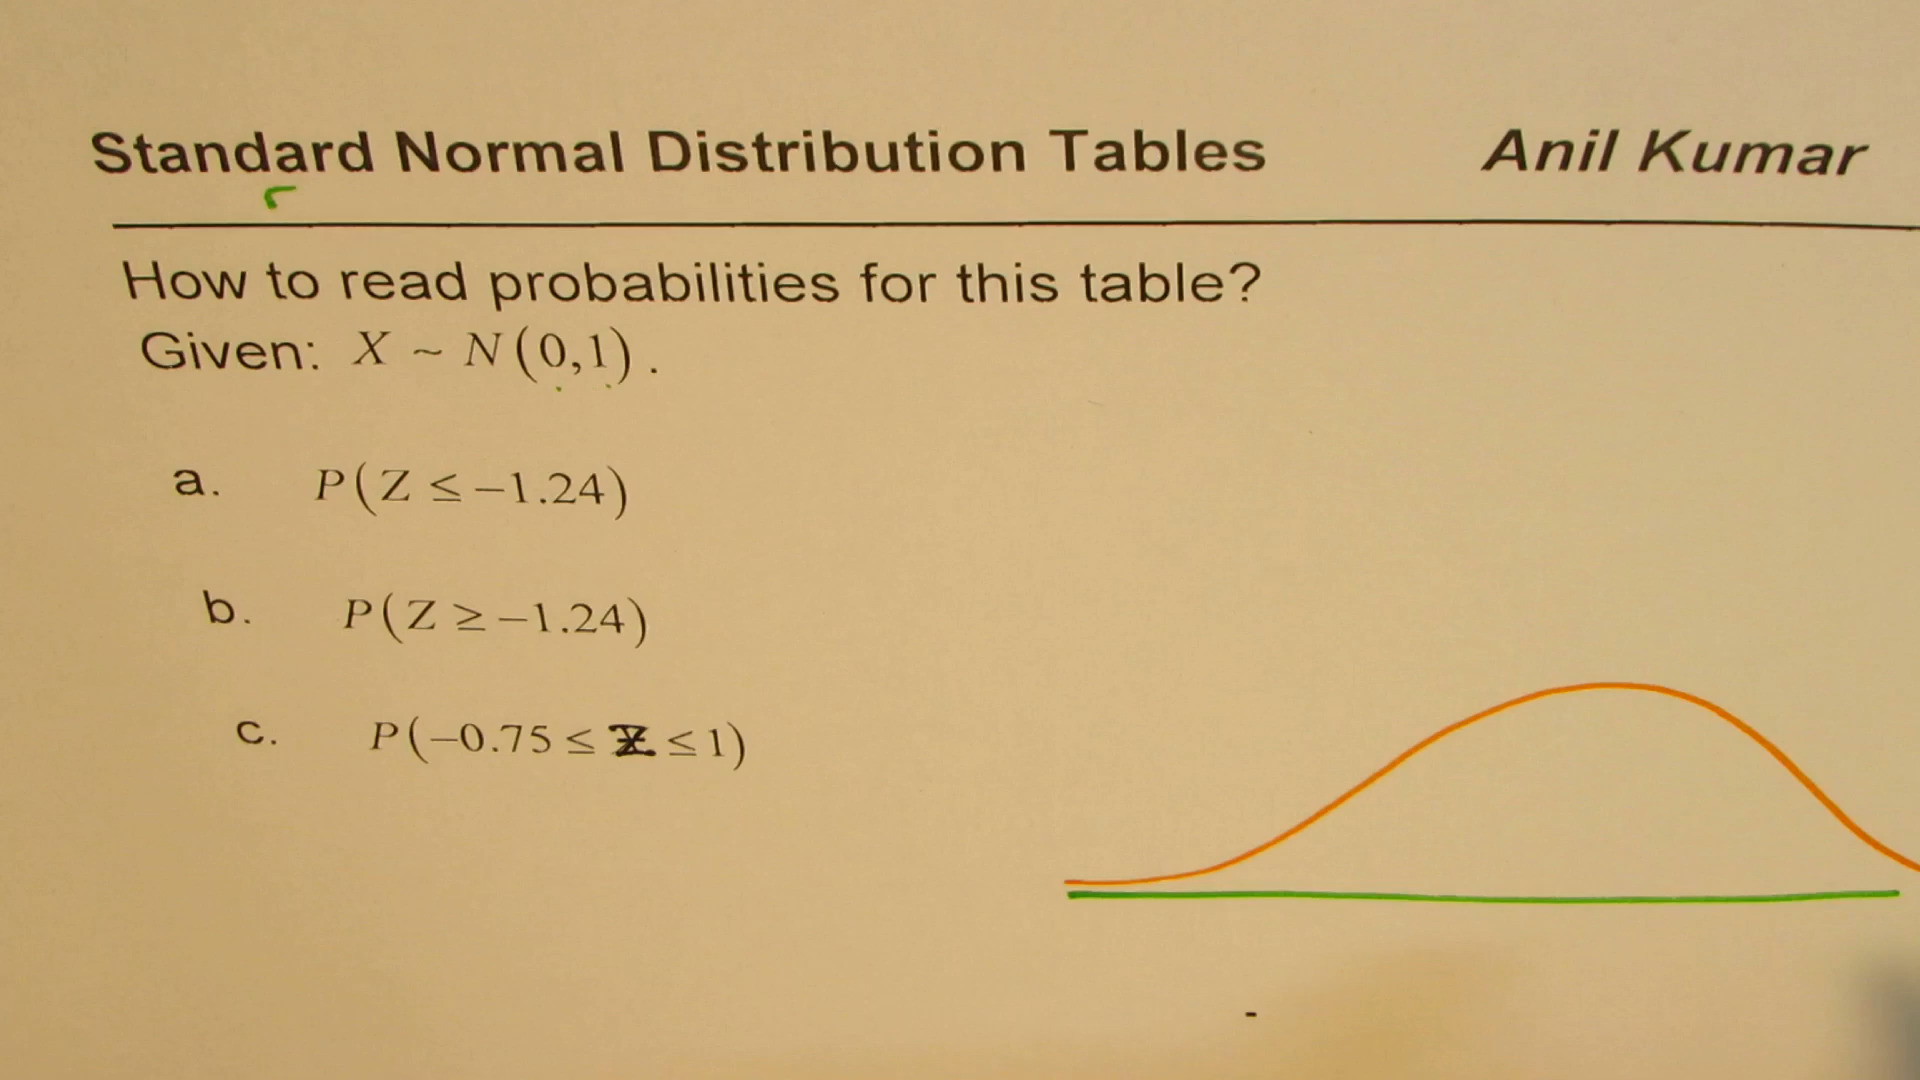 Standard Normal Distribution Tables Anil Kumar
How to read probabilities for this table?
Given: X ~ N(0,1).
a. P(Z ≤ −1.24)
b. P(Z ≥ −1.24)
c. P(−0.75 ≤ Z ≤ 1)